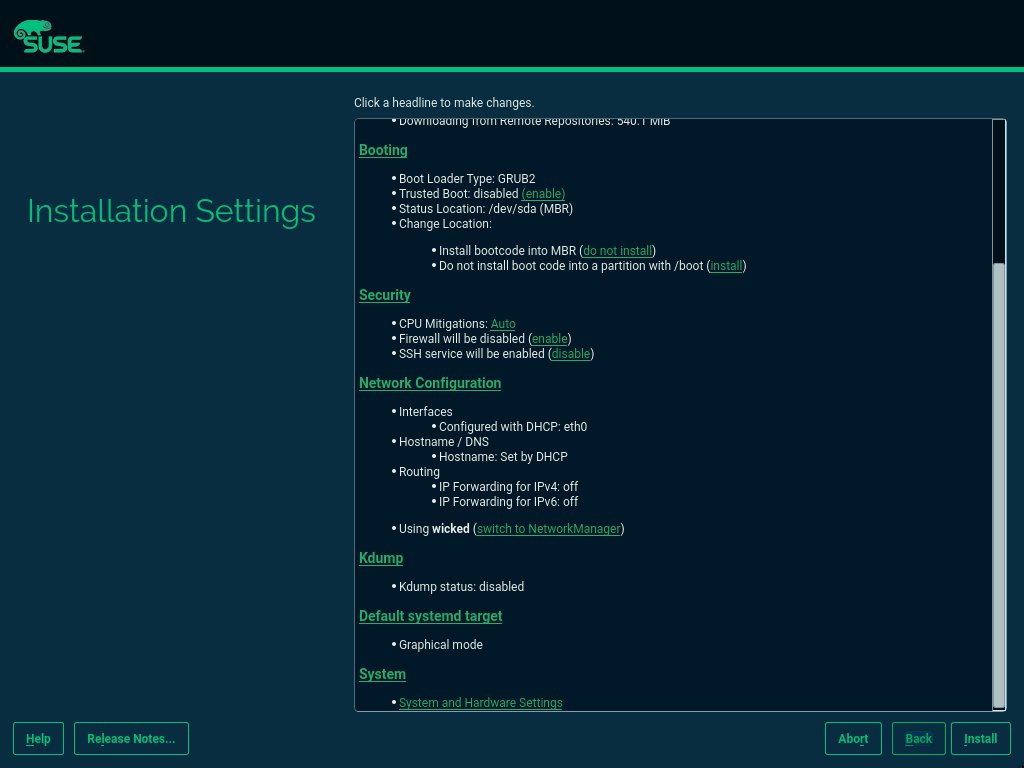 SUSE
Click a headline to make changes.
• Downloading from Remote Repositories: 540.1 MiB
Booting
• Boot Loader Type: GRUB2
• Trusted Boot: disabled (enable)
• Status Location: /dev/sda (MBR)
• Change Location:
• Install bootcode into MBR (do not install)
• Do not install boot code into a partition with /boot (install)
Installation Settings
Security
• CPU Mitigations: Auto
• Firewall will be disabled (enable)
• SSH service will be enabled (disable)
Network Configuration
• Interfaces
• Configured with DHCP: eth0
• Hostname / DNS
• Hostname: Set by DHCP
• Routing
• IP Forwarding for IPv4: off
• IP Forwarding for IPv6: off
• Using wicked (switch to NetworkManager)
Kdump
• Kdump status: disabled
Default systemd target
• Graphical mode
System
• System and Hardware Settings
Help
Release Notes...
Abort
Back
Install